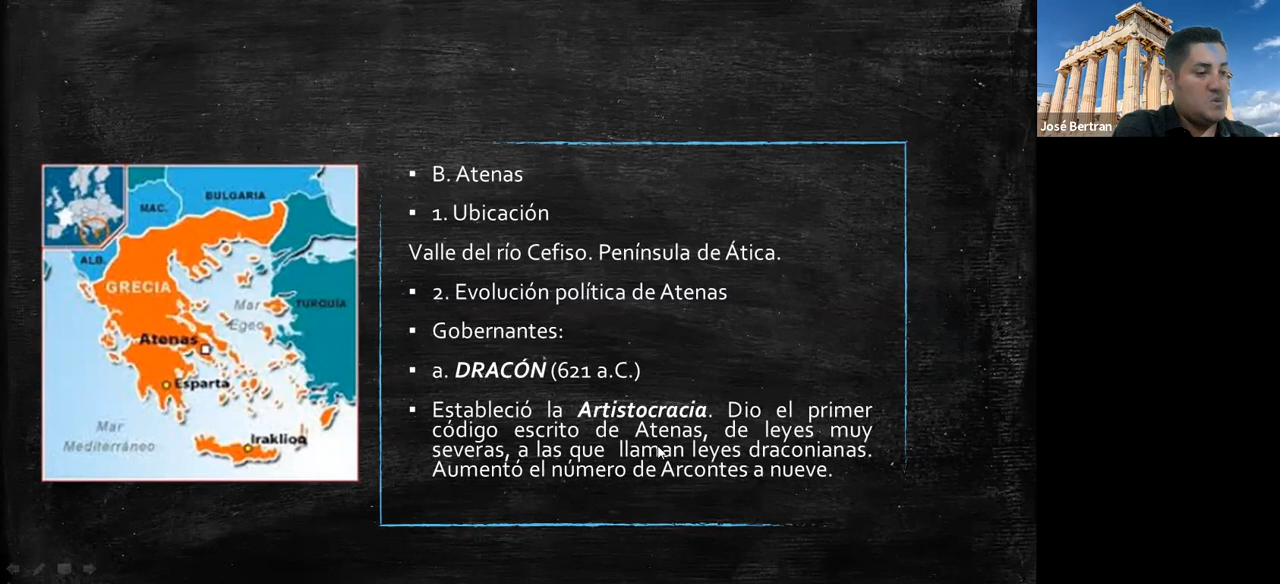 José Bertran
B. Atenas
1. Ubicación
Valle del río Cefiso. Península de Ática.
2. Evolución política de Atenas
Gobernantes:
a. DRACÓN (621 a.C.)
Estableció la Artistocracia. Dio el primer
código escrito de Atenas, de leyes muy
severas, a las que llaman leyes draconianas.
Aumentó el número de Arcontes a nueve.
MAC.
BULGARIA
ALB.
GRECIA
TURQUÍA
Mar
Egeo
Atenas
Esparta
Mar
Mediterráneo
Iraklion